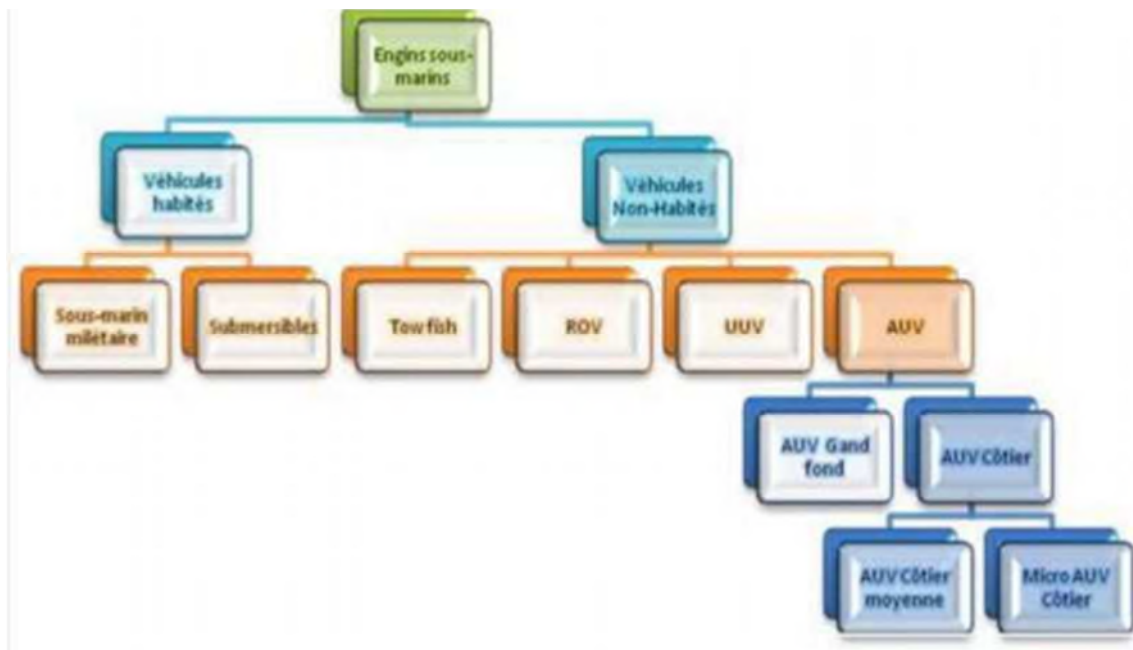 Engins sous-
marins
Véhicules
habités
Véhicules
Non-Habités
Sous-marin
milétaire
Submersibles
Tow fish
ROV
UUV
AUV
AUV Gand
fond
AUV Côtier
AUV Côtier
moyenne
Micro AUV
Côtier